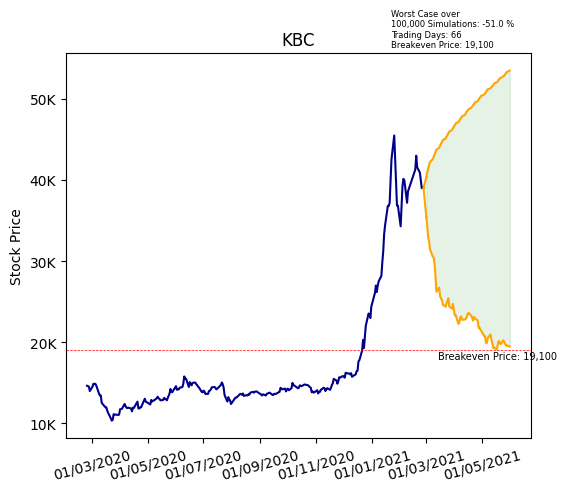 Worst Case over
100,000 Simulations: -51.0 %
Trading Days: 66
Breakeven Price: 19,100
KBC
Stock Price
50K
40K
30K
20K
10K
Breakeven Price: 19,100
01/03/2020 01/05/2020 01/07/2020 01/09/2020 01/11/2020 01/01/2021 01/03/2021 01/05/2021